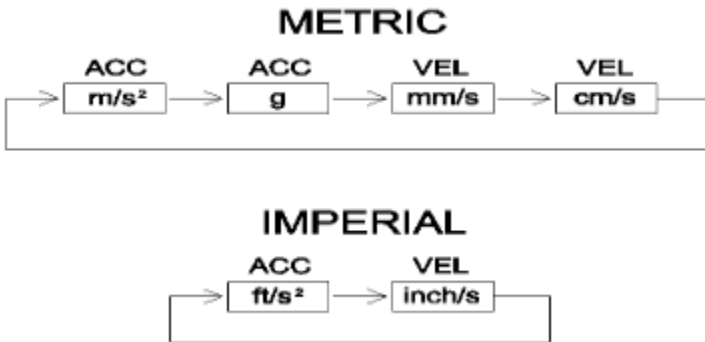 METRIC
ACC ACC VEL VEL
m/s² g mm/s cm/s
IMPERIAL
ACC VEL
ft/s² inch/s